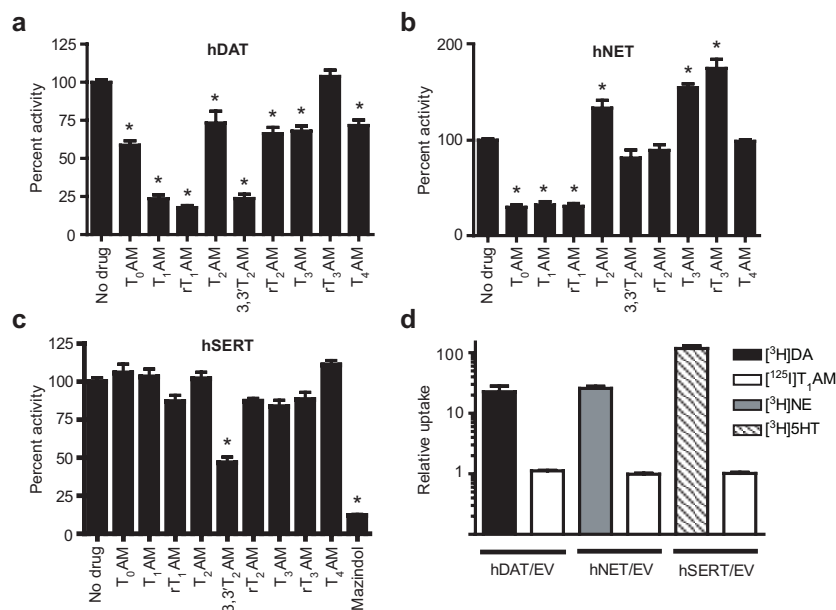 a
hDAT
Percent activity
125
100
75
50
25
0
No drug
T₀AM
T₁AM
rT₁AM
T₂AM
3,3'T₂AM
rT₂AM
T₃AM
rT₃AM
T₄AM
* * * * * * * *
b
hNET
Percent activity
200
100
0
No drug
T₀AM
T₁AM
rT₁AM
T₂AM
3,3'T₂AM
rT₂AM
T₃AM
rT₃AM
T₄AM
* * * * * *
c
hSERT
Percent activity
125
100
75
50
25
0
No drug
T₀AM
T₁AM
rT₁AM
T₂AM
3,3'T₂AM
rT₂AM
T₃AM
rT₃AM
T₄AM
Mazindol
* *
d
Relative uptake
100
10
1
hDAT/EV
hNET/EV
hSERT/EV
[³H]DA
[¹²⁵I]T₁AM
[³H]NE
[³H]5HT